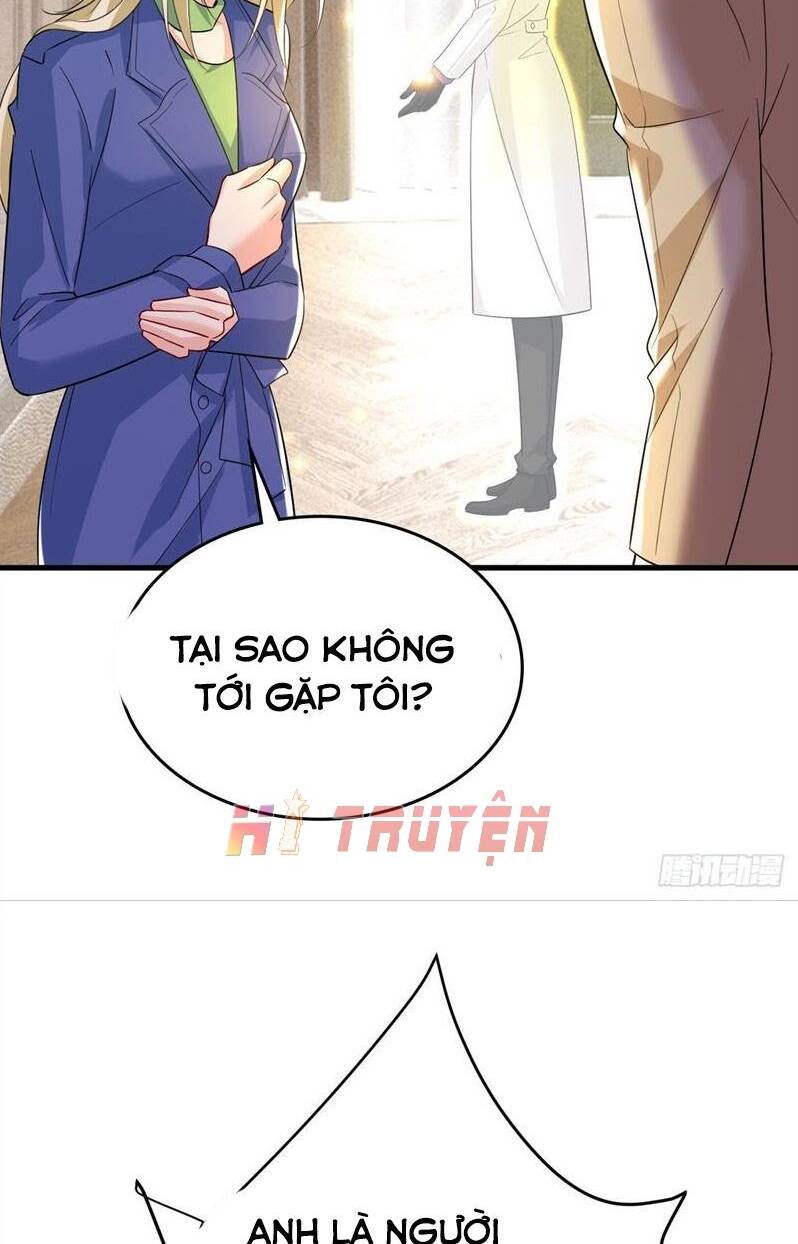 TẠI SAO KHÔNG
TỚI GẶP TÔI?
HI TRUYỆN
腾讯动漫
ANH LÀ NGƯỜI